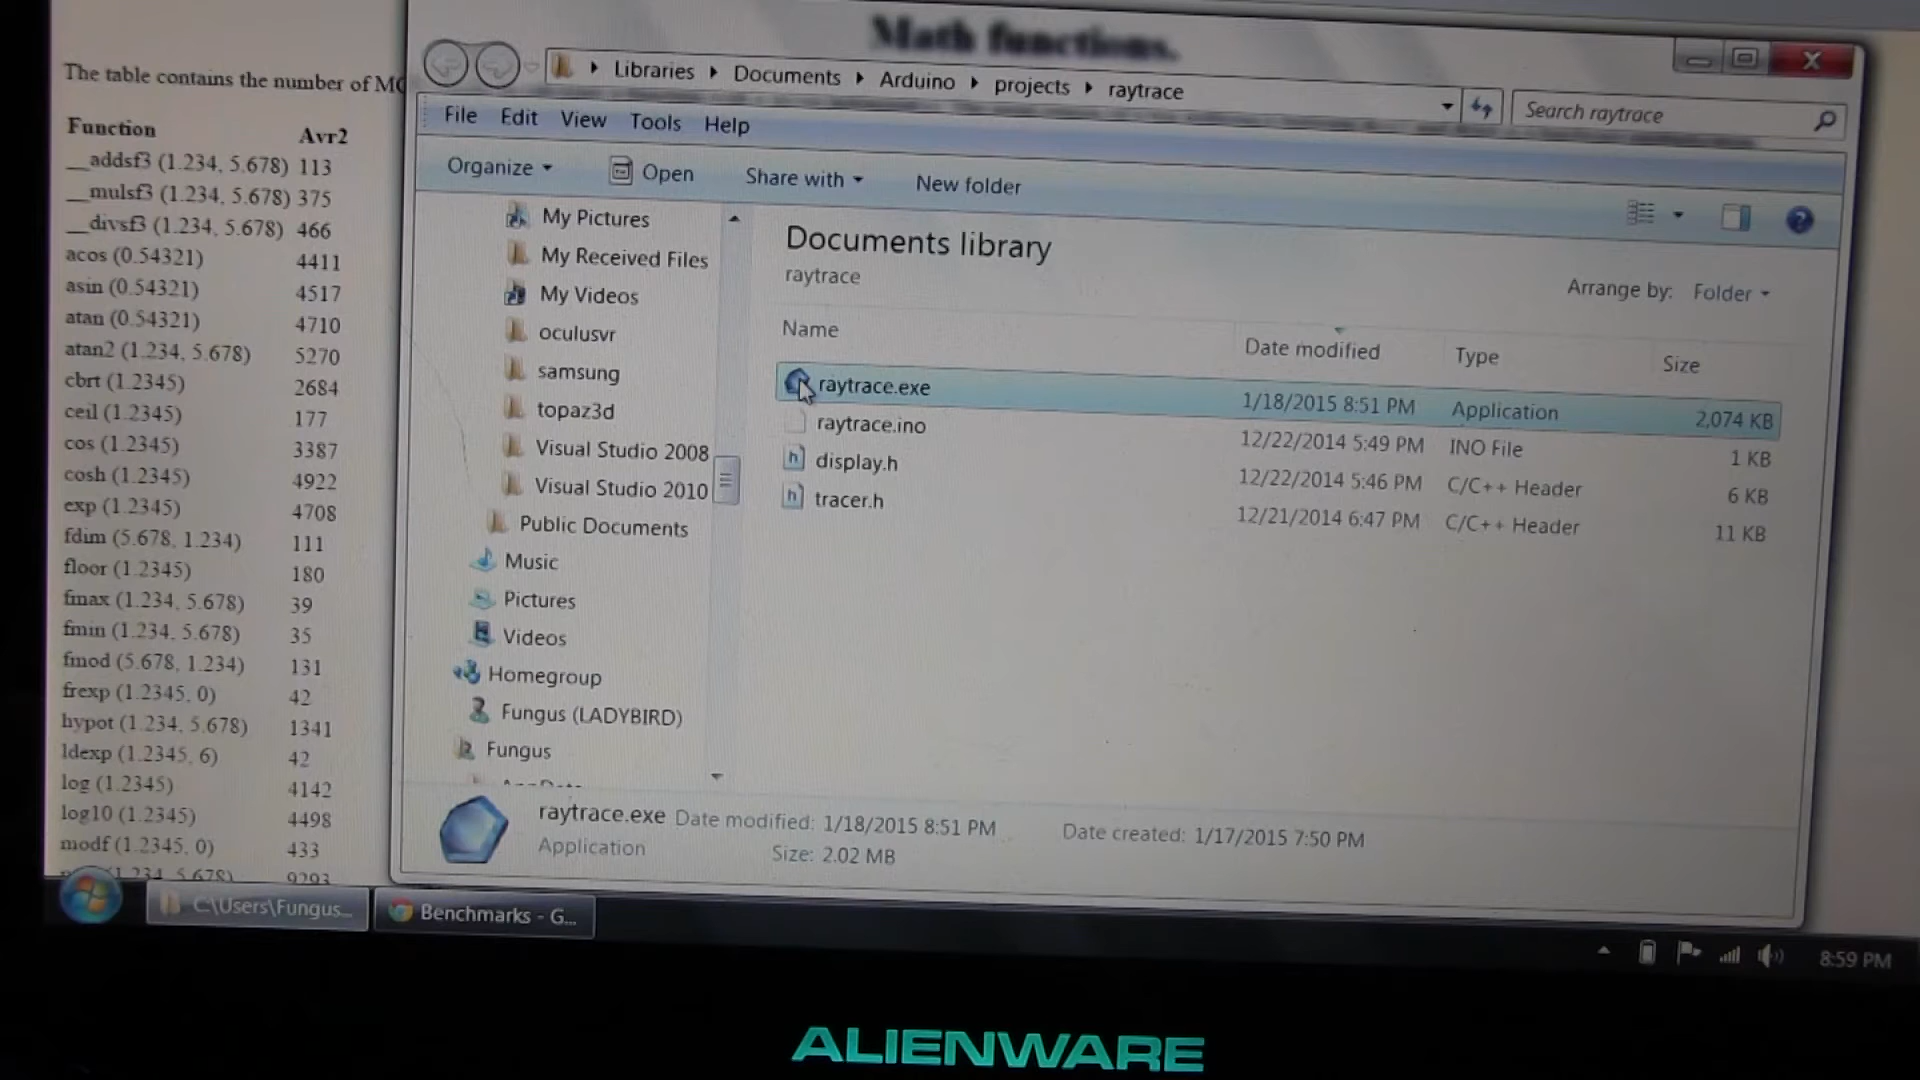 Math functions.
The table contains the number of MC
Function Avr2
__addsf3 (1.234, 5.678) 113
__mulsf3 (1.234, 5.678) 375
__divsf3 (1.234, 5.678) 466
acos (0.54321) 4411
asin (0.54321) 4517
atan (0.54321) 4710
atan2 (1.234, 5.678) 5270
cbrt (1.2345) 2684
ceil (1.2345) 177
cos (1.2345) 3387
cosh (1.2345) 4922
exp (1.2345) 4708
fdim (5.678, 1.234) 111
floor (1.2345) 180
fmax (1.234, 5.678) 39
fmin (1.234, 5.678) 35
fmod (5.678, 1.234) 131
frexp (1.2345, 0) 42
hypot (1.234, 5.678) 1341
ldexp (1.2345, 6) 42
log (1.2345) 4142
log10 (1.2345) 4498
modf (1.2345, 0) 433
(1.234, 5.678) 9293
Libraries Documents Arduino projects raytrace
Search raytrace
File Edit View Tools Help
Organize Open Share with New folder
My Pictures
My Received Files
My Videos
oculusvr
samsung
topaz3d
Visual Studio 2008
Visual Studio 2010
Public Documents
Music
Pictures
Videos
Homegroup
Fungus (LADYBIRD)
Fungus
AppData
Documents library
raytrace
Arrange by: Folder
Name Date modified Type Size
raytrace.exe 1/18/2015 8:51 PM Application 2,074 KB
raytrace.ino 12/22/2014 5:49 PM INO File 1 KB
display.h 12/22/2014 5:46 PM C/C++ Header 6 KB
tracer.h 12/21/2014 6:47 PM C/C++ Header 11 KB
raytrace.exe Date modified: 1/18/2015 8:51 PM Date created: 1/17/2015 7:50 PM
Application Size: 2.02 MB
C:\Users\Fungus... Benchmarks - G...
8:59 PM
ALIENWARE